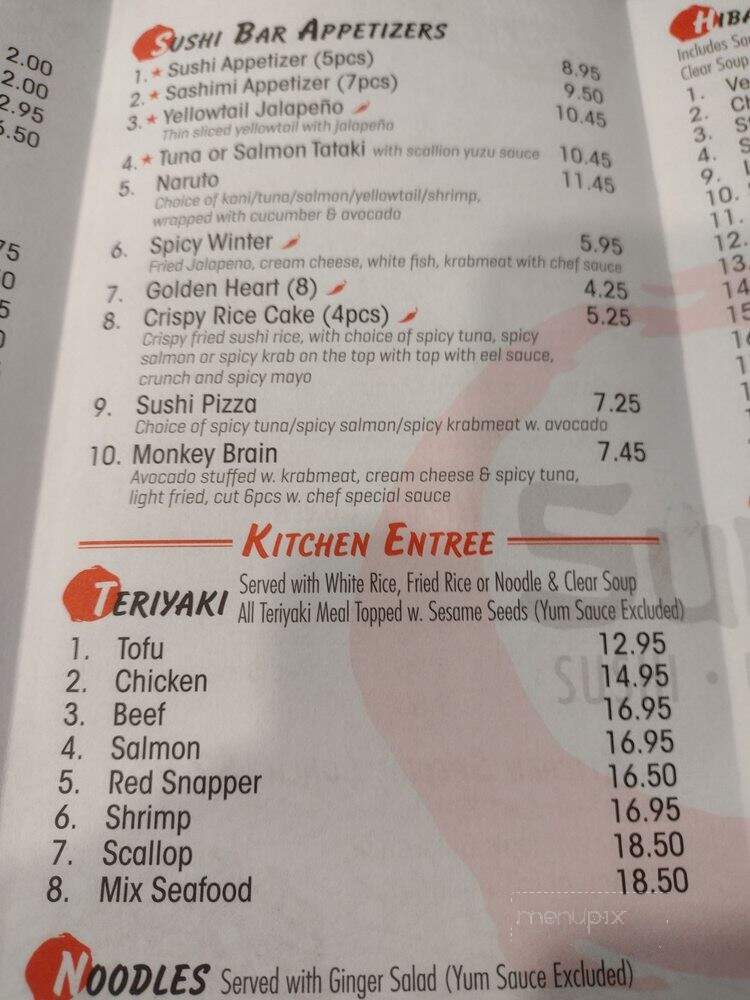 2.00
2.00
2.95
5.50
75
SUSHI BAR APPETIZERS
1. ★ Sushi Appetizer (5pcs) 8.95
2. ★ Sashimi Appetizer (7pcs) 9.50
3. ★ Yellowtail Jalapeño 10.45
Thin sliced yellowtail with jalapeño
4. ★ Tuna or Salmon Tataki with scallion yuzu sauce 10.45
5. Naruto 11.45
Choice of kani/tuna/salmon/yellowtail/shrimp,
wrapped with cucumber & avocado
6. Spicy Winter 5.95
Fried Jalapeno, cream cheese, white fish, krabmeat with chef sauce
7. Golden Heart (8) 4.25
8. Crispy Rice Cake (4pcs) 5.25
Crispy fried sushi rice, with choice of spicy tuna, spicy
salmon or spicy krab on the top with top with eel sauce,
crunch and spicy mayo
9. Sushi Pizza 7.25
Choice of spicy tuna/spicy salmon/spicy krabmeat w. avocado
10. Monkey Brain 7.45
Avocado stuffed w. krabmeat, cream cheese & spicy tuna,
light fried, cut 6pcs w. chef special sauce
KITCHEN ENTREE
TERIYAKI Served with White Rice, Fried Rice or Noodle & Clear Soup
All Teriyaki Meal Topped w. Sesame Seeds (Yum Sauce Excluded)
1. Tofu 12.95
2. Chicken 14.95
3. Beef 16.95
4. Salmon 16.95
5. Red Snapper 16.50
6. Shrimp 16.95
7. Scallop 18.50
8. Mix Seafood 18.50
NOODLES Served with Ginger Salad (Yum Sauce Excluded)
HIBA
Includes
Clear Soup
1. Ve
2. Ch
3. S
4. S
9.
10.
11.
12.
13.
14
15
menupix